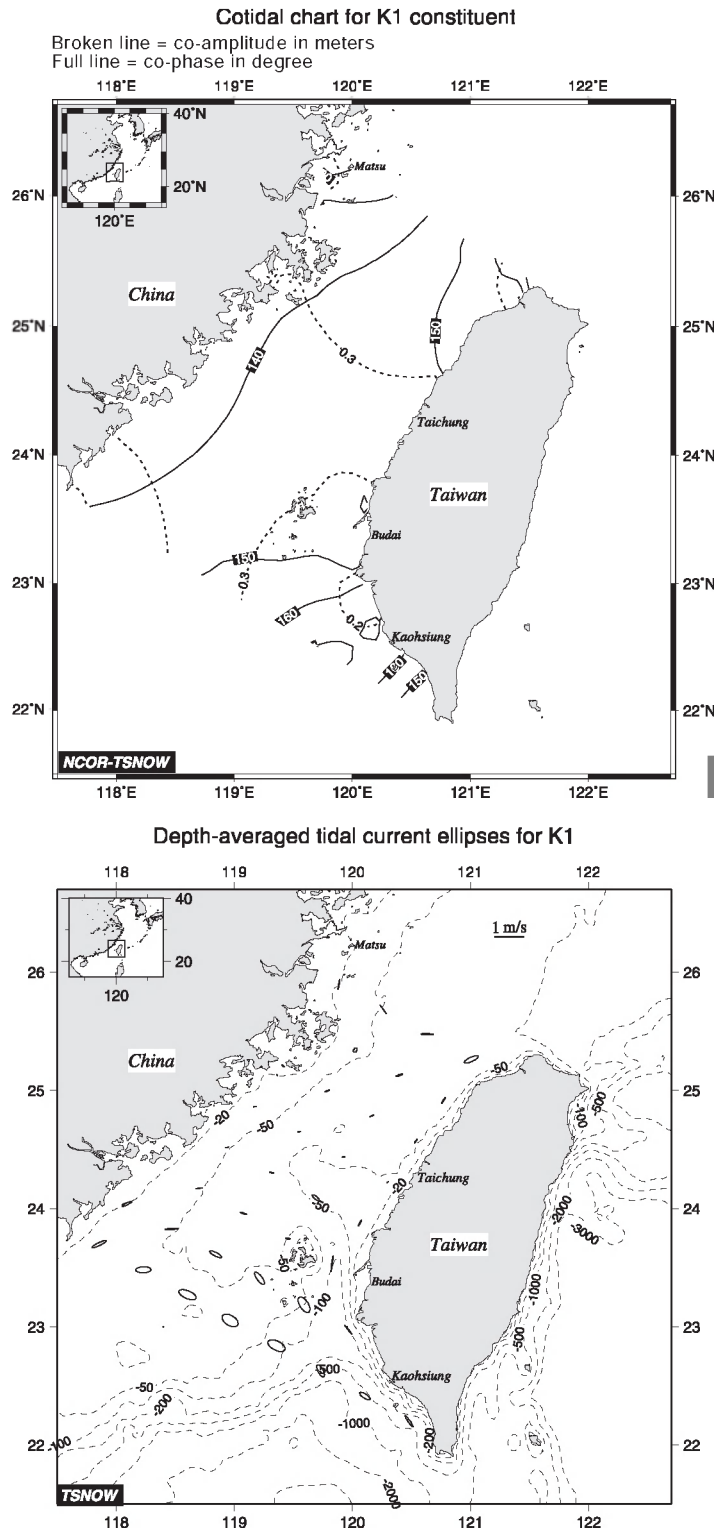 Cotidal chart for K1 constituent
Broken line = co-amplitude in meters
Full line = co-phase in degree
118°E 119°E 120°E 121°E 122°E
40°N
20°N
120°E
Matsu
26°N 26°N
China
25°N 25°N
150
140
0.3
Taichung
24°N 24°N
Taiwan
Budai
150
23°N 23°N
0.3
160
0.2
Kaohsiung
150
22°N 22°N
NCOR-TSNOW
118°E 119°E 120°E 121°E 122°E
Depth-averaged tidal current ellipses for K1
118 119 120 121 122
40
20
120
1 m/s
Matsu
26 26
China
-50
25 25
-20
-50
-100
-500
Taichung
-20
24 24
-50
-2000
-3000
Taiwan
-50
Budai
-100
-1000
23 23
-500
-500
Kaohsiung
-50
-200
-1000
-200
-100
22 22
-2000
TSNOW
118 119 120 121 122